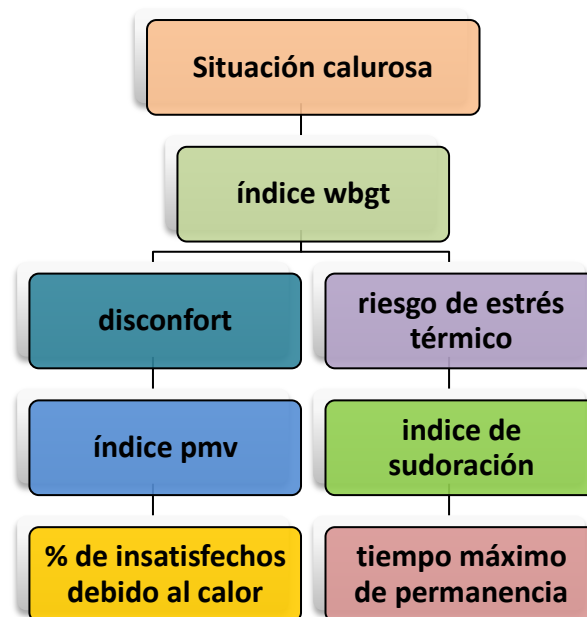 Situación calurosa
índice wbgt
disconfort
riesgo de estrés
térmico
índice pmv
indice de
sudoración
% de insatisfechos
debido al calor
tiempo máximo
de permanencia